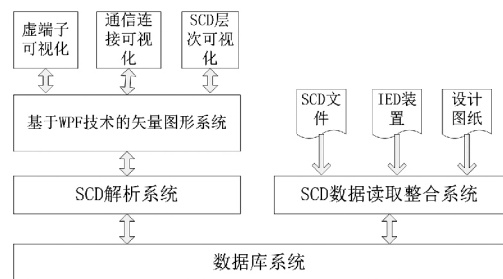 虚端子
可视化
通信连
接可视
化
SCD层
次可视
化
基于WPF技术的矢量图形系统
SCD文
件
IED装
置
设计
图纸
SCD解析系统
SCD数据读取整合系统
数据库系统